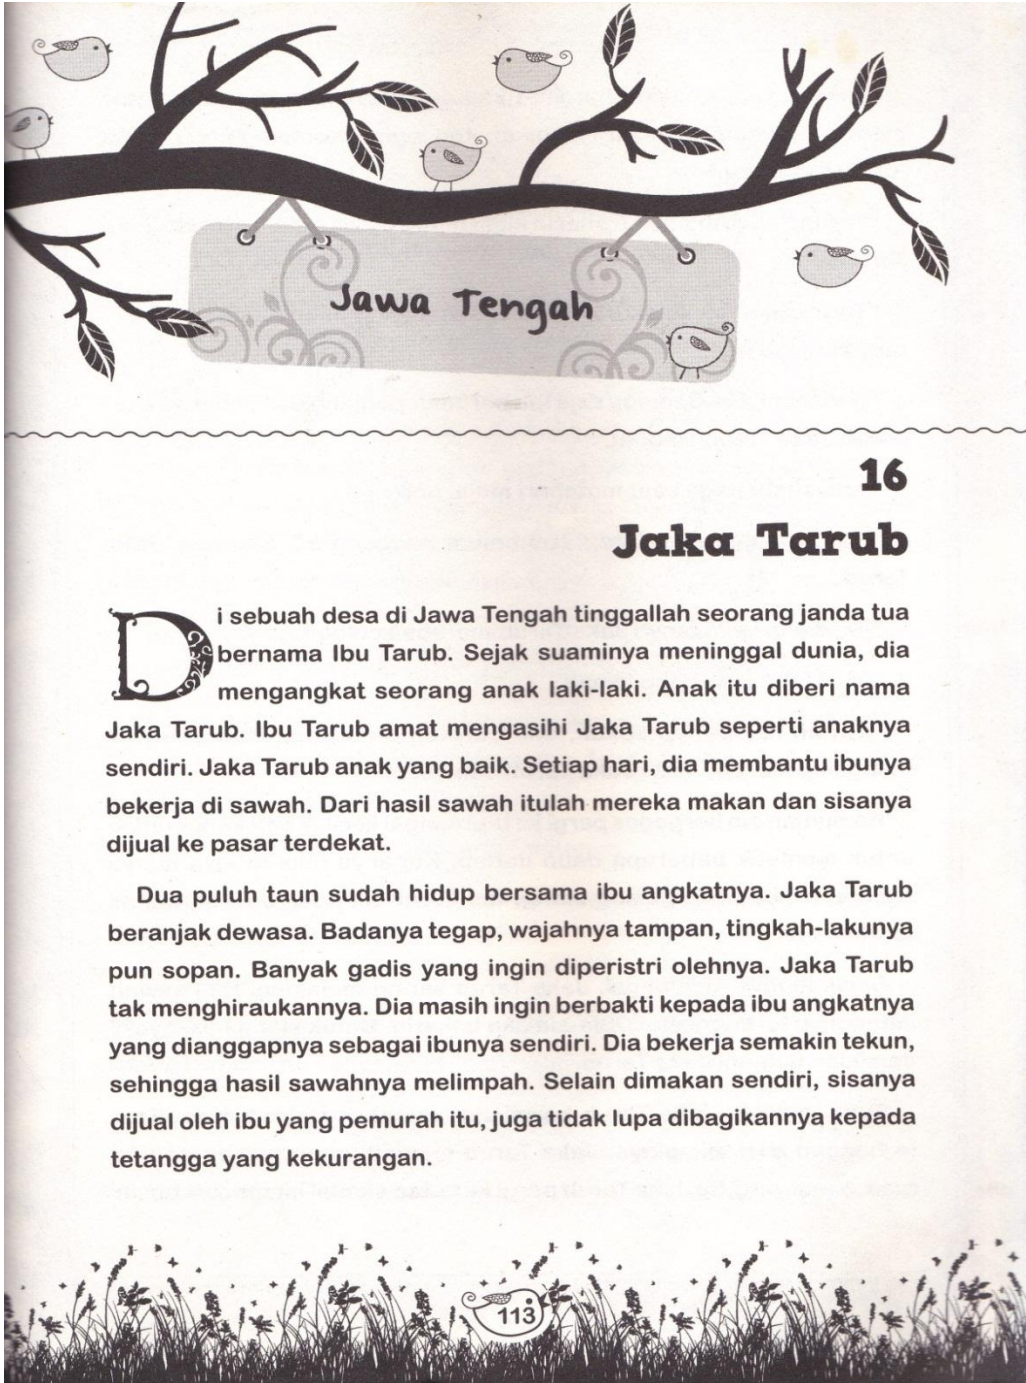 Jawa Tengah
16
Jaka Tarub
Di sebuah desa di Jawa Tengah tinggallah seorang janda tua
bernama Ibu Tarub. Sejak suaminya meninggal dunia, dia
mengangkat seorang anak laki-laki. Anak itu diberi nama
Jaka Tarub. Ibu Tarub amat mengasihi Jaka Tarub seperti anaknya
sendiri. Jaka Tarub anak yang baik. Setiap hari, dia membantu ibunya
bekerja di sawah. Dari hasil sawah itulah mereka makan dan sisanya
dijual ke pasar terdekat.
Dua puluh taun sudah hidup bersama ibu angkatnya. Jaka Tarub
beranjak dewasa. Badanya tegap, wajahnya tampan, tingkah-lakunya
pun sopan. Banyak gadis yang ingin diperistri olehnya. Jaka Tarub
tak menghiraukannya. Dia masih ingin berbakti kepada ibu angkatnya
yang dianggapnya sebagai ibunya sendiri. Dia bekerja semakin tekun,
sehingga hasil sawahnya melimpah. Selain dimakan sendiri, sisanya
dijual oleh ibu yang pemurah itu, juga tidak lupa dibagikannya kepada
tetangga yang kekurangan.
113